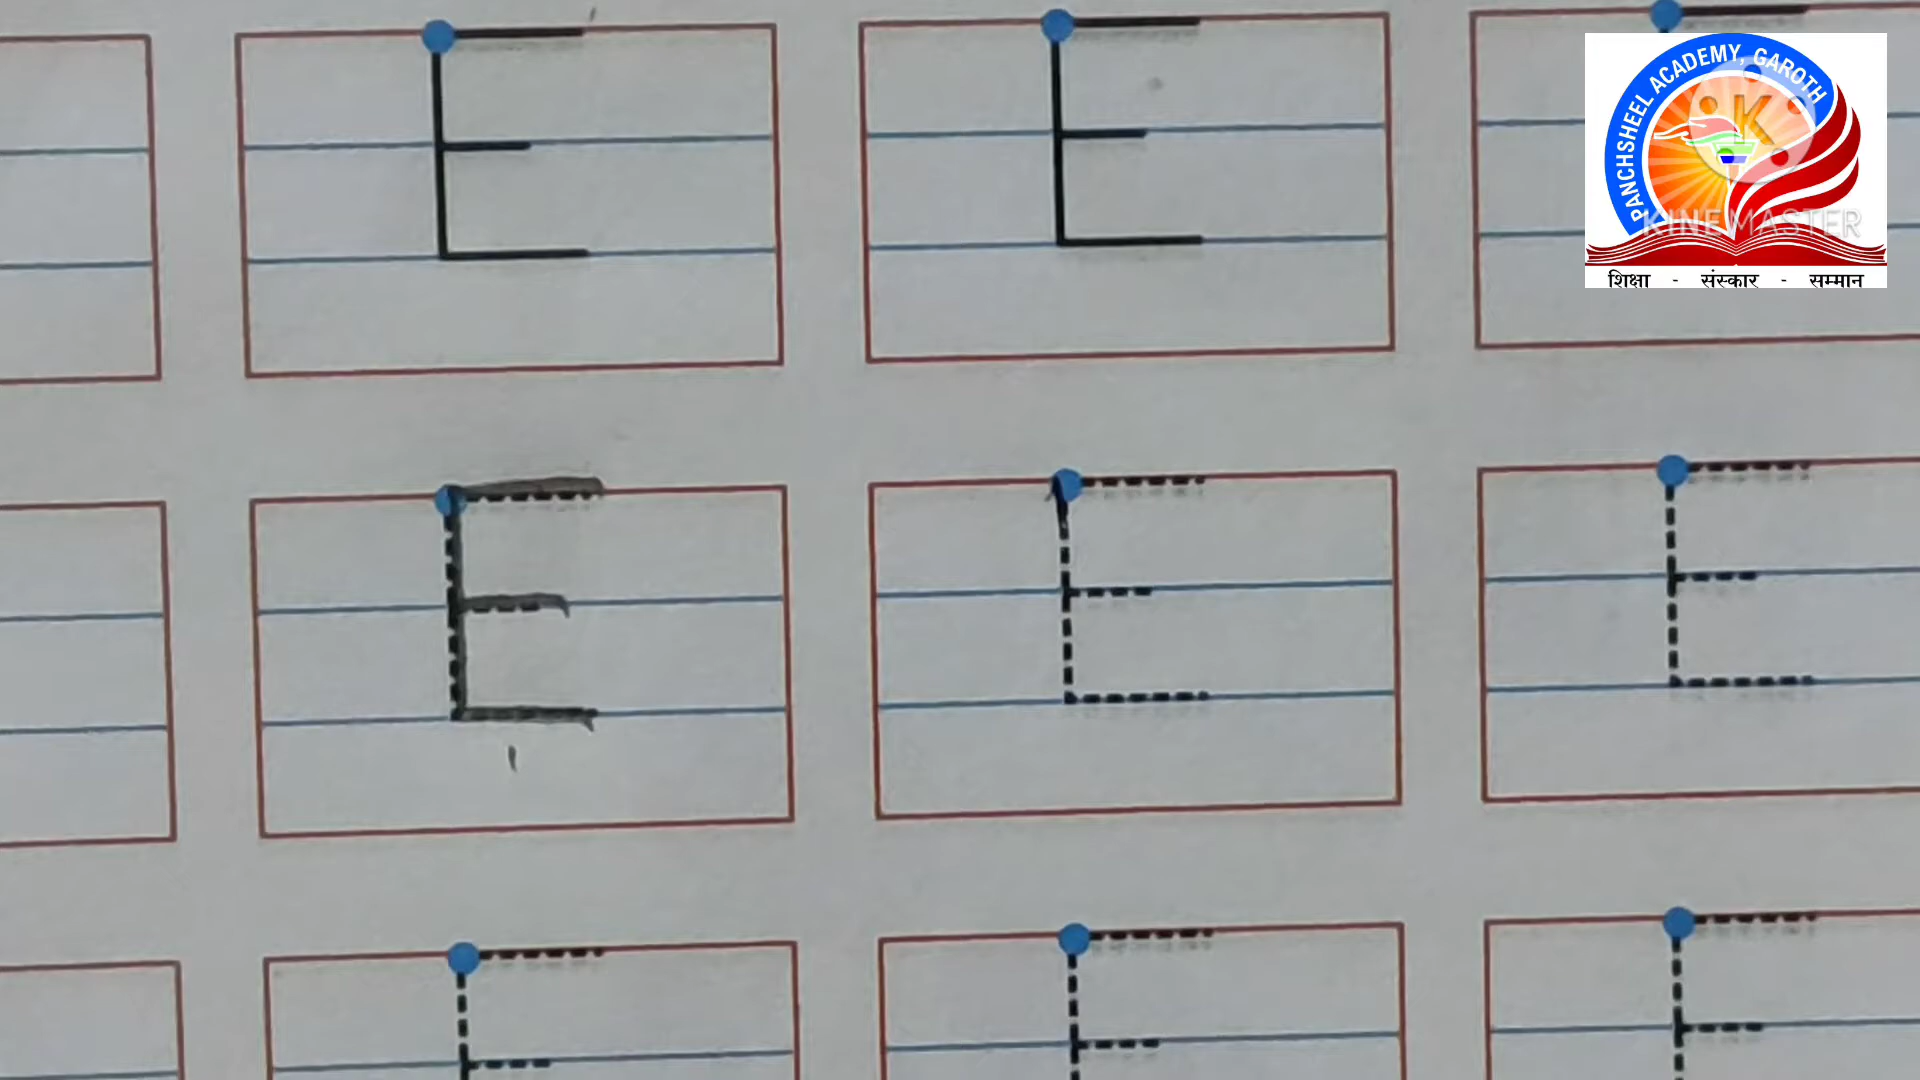 E E
E E E
E E E
PANCHSHEEL ACADEMY, GAROTH
K
KINEMASTER
शिक्षा - संस्कार - सम्मान